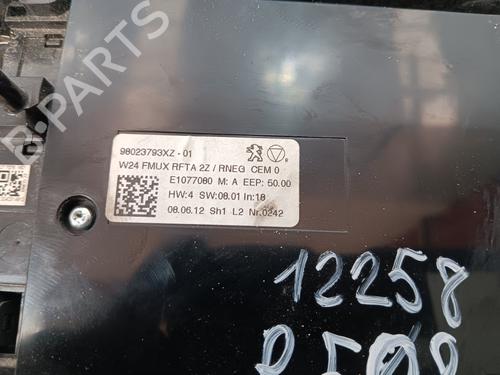 B-PARTS
98023793XZ - 01
W24 FMUX RFTA 2Z / RNEG CEM 0
E1077080 M: A EEP: 50.00
HW:4 SW:08.01 In:18
08.06.12 Sh1 L2 Nr.0242
12258